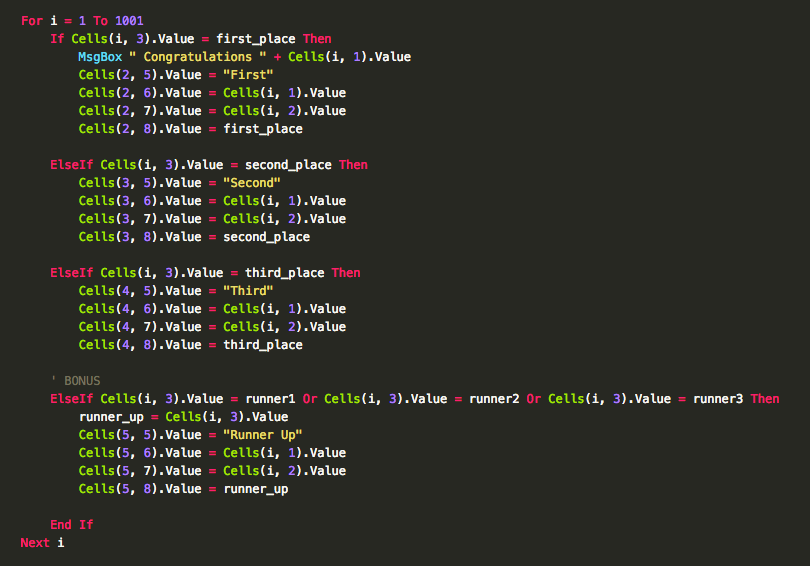 For i = 1 To 1001
    If Cells(i, 3).Value = first_place Then
        MsgBox " Congratulations " + Cells(i, 1).Value
        Cells(2, 5).Value = "First"
        Cells(2, 6).Value = Cells(i, 1).Value
        Cells(2, 7).Value = Cells(i, 2).Value
        Cells(2, 8).Value = first_place

    ElseIf Cells(i, 3).Value = second_place Then
        Cells(3, 5).Value = "Second"
        Cells(3, 6).Value = Cells(i, 1).Value
        Cells(3, 7).Value = Cells(i, 2).Value
        Cells(3, 8).Value = second_place

    ElseIf Cells(i, 3).Value = third_place Then
        Cells(4, 5).Value = "Third"
        Cells(4, 6).Value = Cells(i, 1).Value
        Cells(4, 7).Value = Cells(i, 2).Value
        Cells(4, 8).Value = third_place

    ' BONUS
    ElseIf Cells(i, 3).Value = runner1 Or Cells(i, 3).Value = runner2 Or Cells(i, 3).Value = runner3 Then
        runner_up = Cells(i, 3).Value
        Cells(5, 5).Value = "Runner Up"
        Cells(5, 6).Value = Cells(i, 1).Value
        Cells(5, 7).Value = Cells(i, 2).Value
        Cells(5, 8).Value = runner_up

    End If
Next i